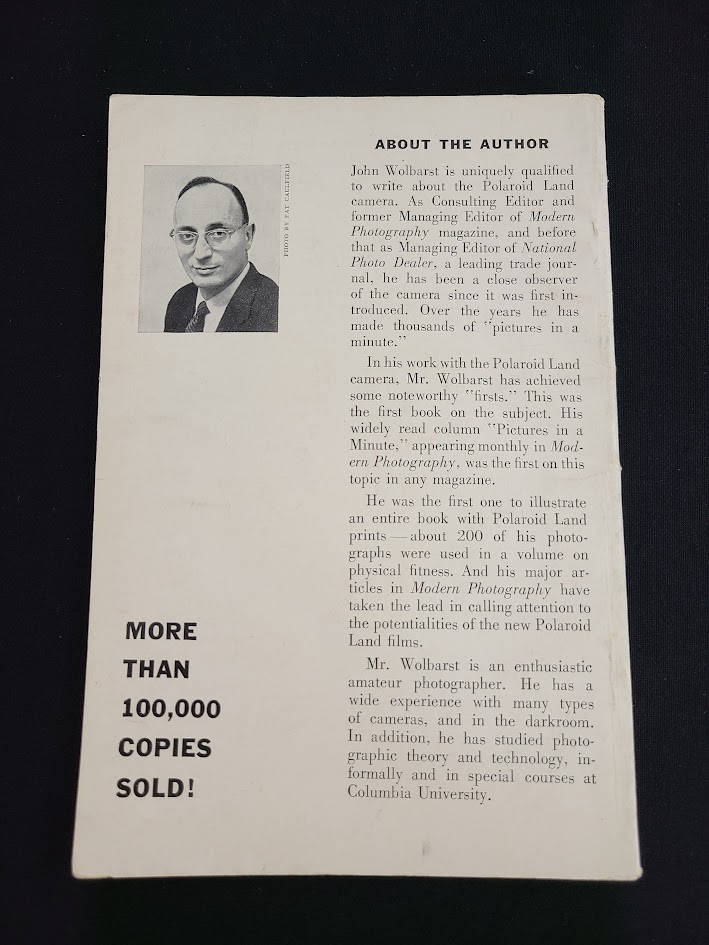 PHOTO BY PAT CAULFIELD
ABOUT THE AUTHOR
John Wolbarst is uniquely qualified
to write about the Polaroid Land
camera. As Consulting Editor and
former Managing Editor of Modern
Photography magazine, and before
that as Managing Editor of National
Photo Dealer, a leading trade jour-
nal, he has been a close observer
of the camera since it was first in-
troduced. Over the years he has
made thousands of "pictures in a
minute."
In his work with the Polaroid Land
camera, Mr. Wolbarst has achieved
some noteworthy "firsts." This was
the first book on the subject. His
widely read column "Pictures in a
Minute," appearing monthly in Mod-
ern Photography, was the first on this
topic in any magazine.
He was the first one to illustrate
an entire book with Polaroid Land
prints — about 200 of his photo-
graphs were used in a volume on
physical fitness. And his major ar-
ticles in Modern Photography have
taken the lead in calling attention to
the potentialities of the new Polaroid
Land films.
Mr. Wolbarst is an enthusiastic
amateur photographer. He has a
wide experience with many types
of cameras, and in the darkroom.
In addition, he has studied photo-
graphic theory and technology, in-
formally and in special courses at
Columbia University.
MORE
THAN
100,000
COPIES
SOLD!